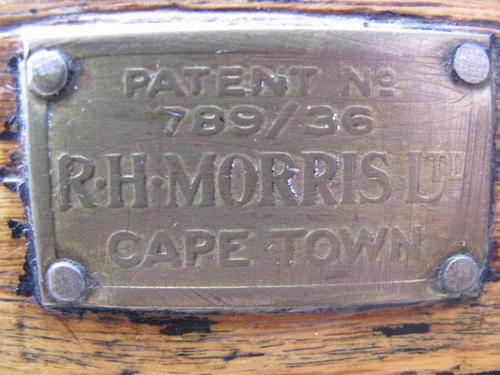 PATENT No
789/36
R·H·MORRIS LTD
CAPE TOWN